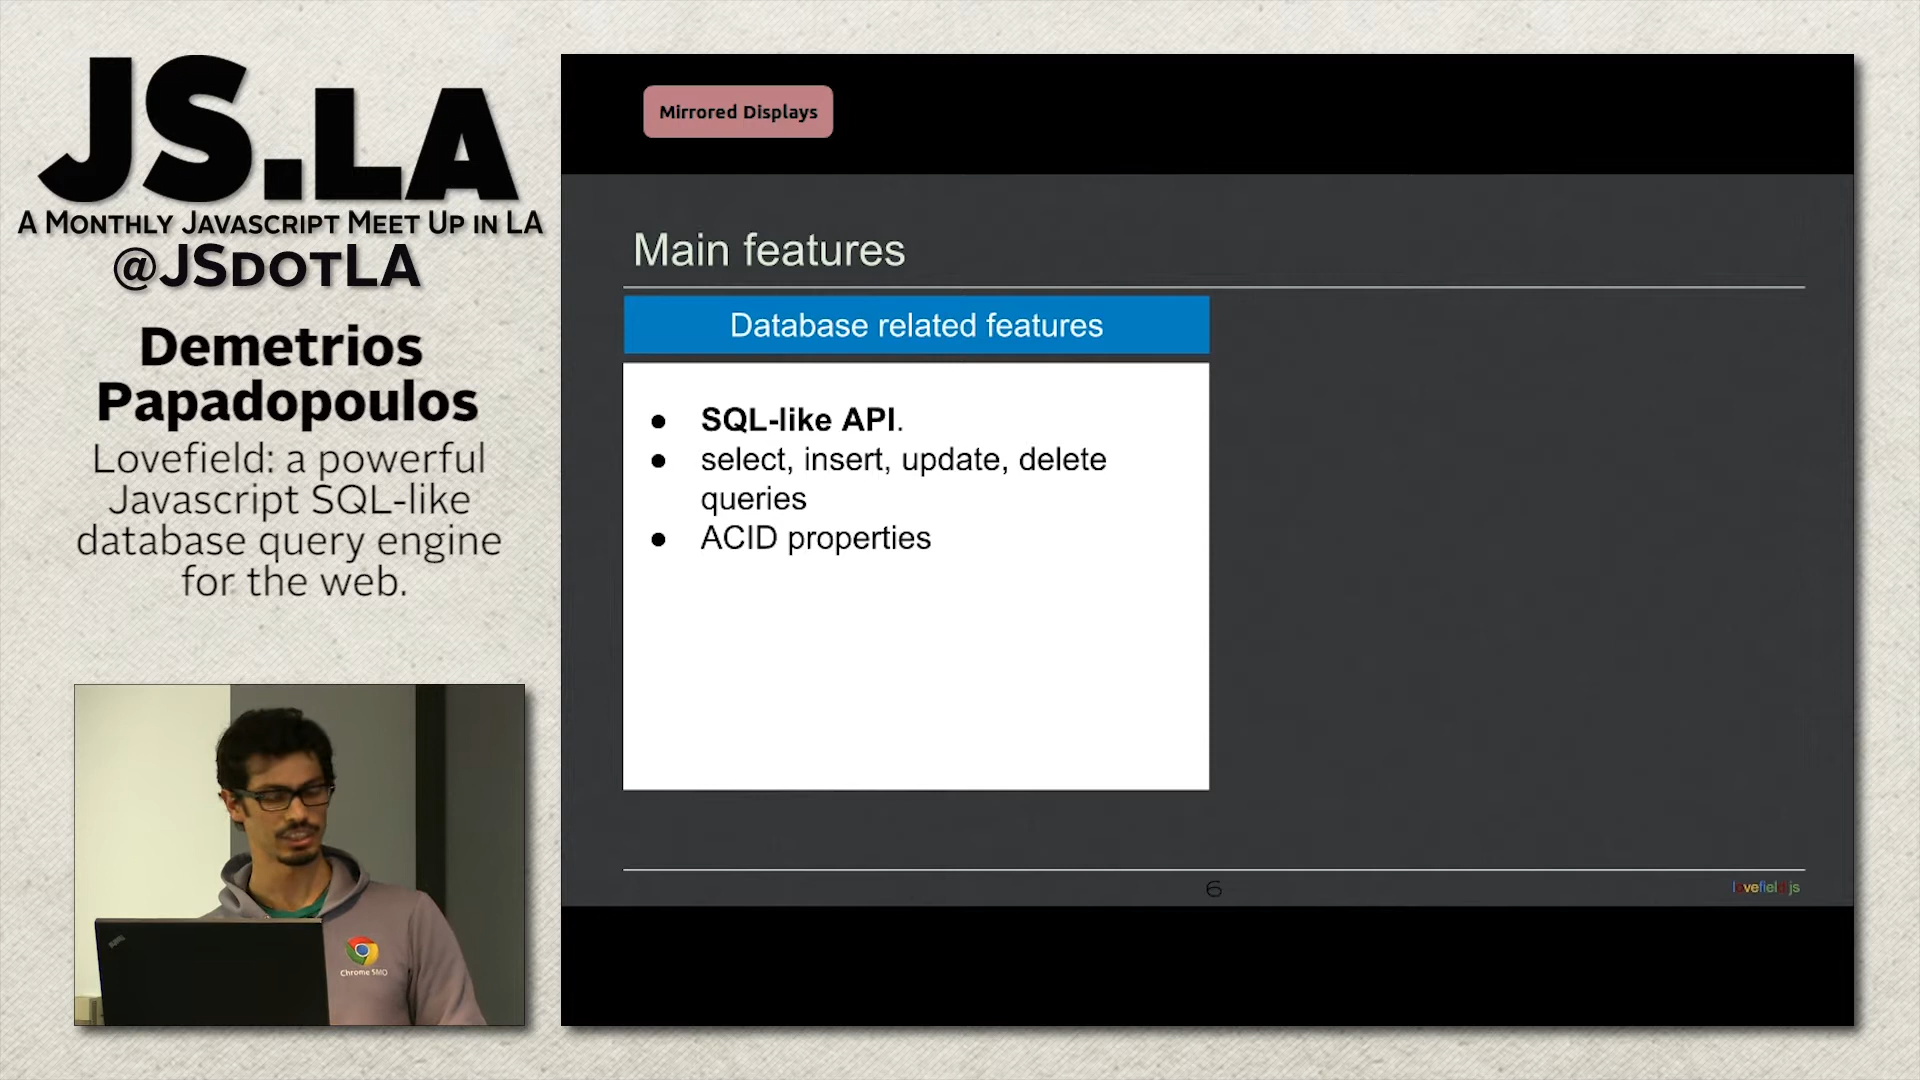 JS.LA
A Monthly Javascript Meet Up in LA
@JSdotLA
Demetrios
Papadopoulos
Lovefield: a powerful
Javascript SQL-like
database query engine
for the web.
Chrome SMO
Mirrored Displays
Main features
Database related features
● SQL-like API.
● select, insert, update, delete
queries
● ACID properties
6
lovefield.js